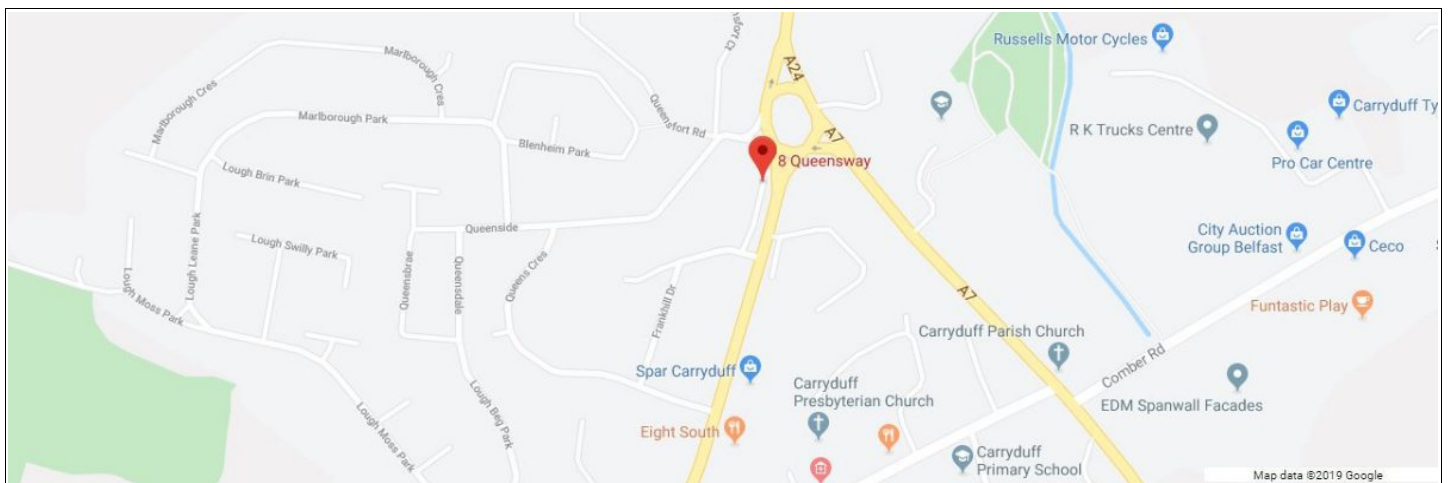 Queensfort Ct
Russells Motor Cycles
Marlborough Cres
A24
Marlborough Cres
Carryduff Ty
Queensfort Rd
Marlborough Park
A7
R K Trucks Centre
Blenheim Park
8 Queensway
Pro Car Centre
Lough Brin Park
Lough Leane Park
Queenside
City Auction
Group Belfast
Ceco
Lough Swilly Park
Queensbrae
Queensdale
Queens Cres
Lough Moss Park
A7
Frankhill Dr
Funtastic Play
Carryduff Parish Church
Comber Rd
Spar Carryduff
Carryduff
Presbyterian Church
EDM Spanwall Facades
Lough Beg Park
Lough Moss Park
Eight South
Carryduff
Primary School
Map data ©2019 Google